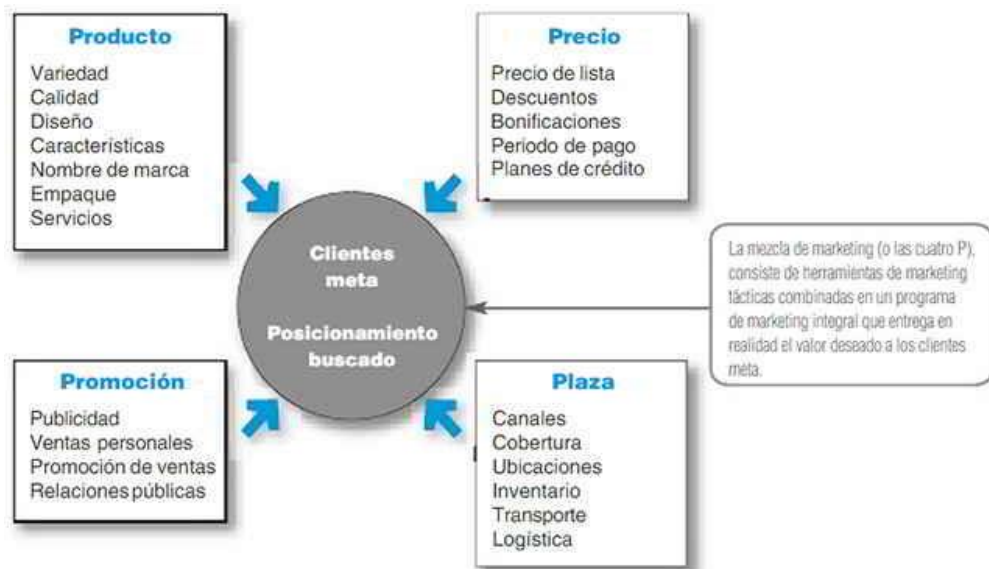 Producto
Variedad
Calidad
Diseño
Características
Nombre de marca
Empaque
Servicios
Precio
Precio de lista
Descuentos
Bonificaciones
Periodo de pago
Planes de crédito
Clientes
meta
Posicionamiento
buscado
La mezcla de marketing (o las cuatro P),
consiste de herramientas de marketing
tácticas combinadas en un programa
de marketing integral que entrega en
realidad el valor deseado a los clientes
meta.
Promoción
Publicidad
Ventas personales
Promoción de ventas
Relaciones públicas
Plaza
Canales
Cobertura
Ubicaciones
Inventario
Transporte
Logística